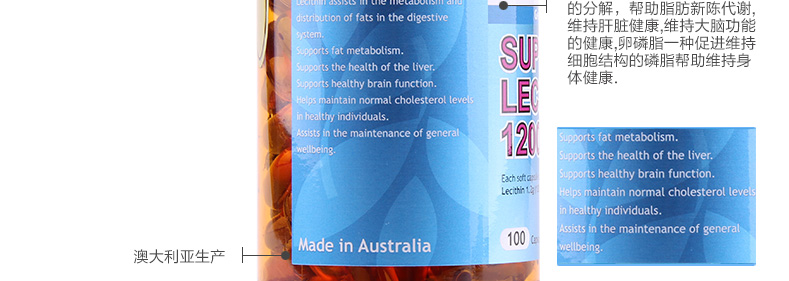 Lecithin assists in the metabolism and
distribution of fats in the digestive
system.
Supports fat metabolism.
Supports the health of the liver.
Supports healthy brain function.
Helps maintain normal cholesterol levels
in healthy individuals.
Assists in the maintenance of general
wellbeing.
Made in Australia
SUP
LEC
120
Each soft
Lecithin 1.
100
的分解，帮助脂肪新陈代谢,
维持肝脏健康,维持大脑功能
的健康,卵磷脂一种促进维持
细胞结构的磷脂帮助维持身
体健康.
Supports fat metabolism.
Supports the health of the liver.
Supports healthy brain function.
Helps maintain normal cholesterol levels
in healthy individuals.
Assists in the maintenance of general
wellbeing.
澳大利亚生产